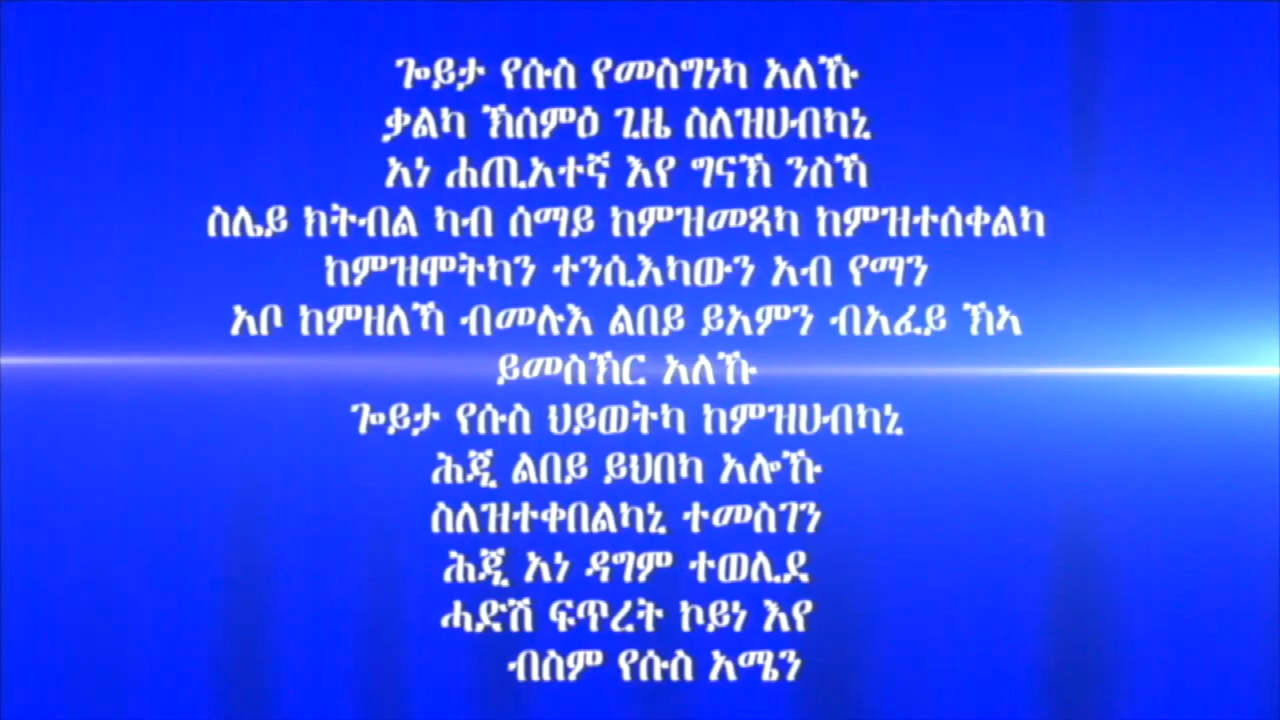 ጐይታ የሱስ የመስግነካ አለኹ
ቃልካ ኽሰምዕ ጊዜ ስለዝሀብካኒ
አነ ሐጢአተኛ እየ ግናኽ ንስኻ
ስሌይ ክትብል ካብ ሰማይ ከምዝመጻካ ከምዝተሰቀልካ
ከምዝሞትካን ተንሲእካውን አብ የማን
አቦ ከምዘለኻ ብመሉእ ልበይ ይአምን ብአፈይ ኽኣ
ይመስኽር አለኹ
ጐይታ የሱስ ህይወትካ ከምዝሀብካኒ
ሕጂ ልበይ ይህበካ አሎኹ
ስለዝተቀበልካኒ ተመስገን
ሕጂ አነ ዳግም ተወሊደ
ሓድሽ ፍጥረት ኮይነ እየ
ብስም የሱስ አሜን